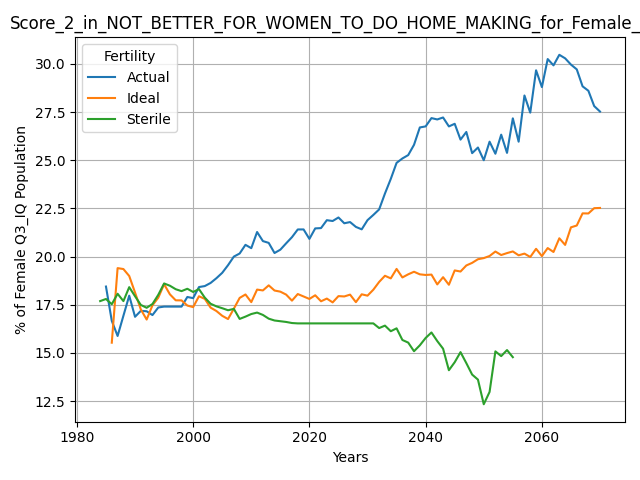 Score_2_in_NOT_BETTER_FOR_WOMEN_TO_DO_HOME_MAKING_for_Female_
Fertility
Actual
Ideal
Sterile
% of Female Q3_IQ Population
30.0
27.5
25.0
22.5
20.0
17.5
15.0
12.5
1980 2000 2020 2040 2060
Years